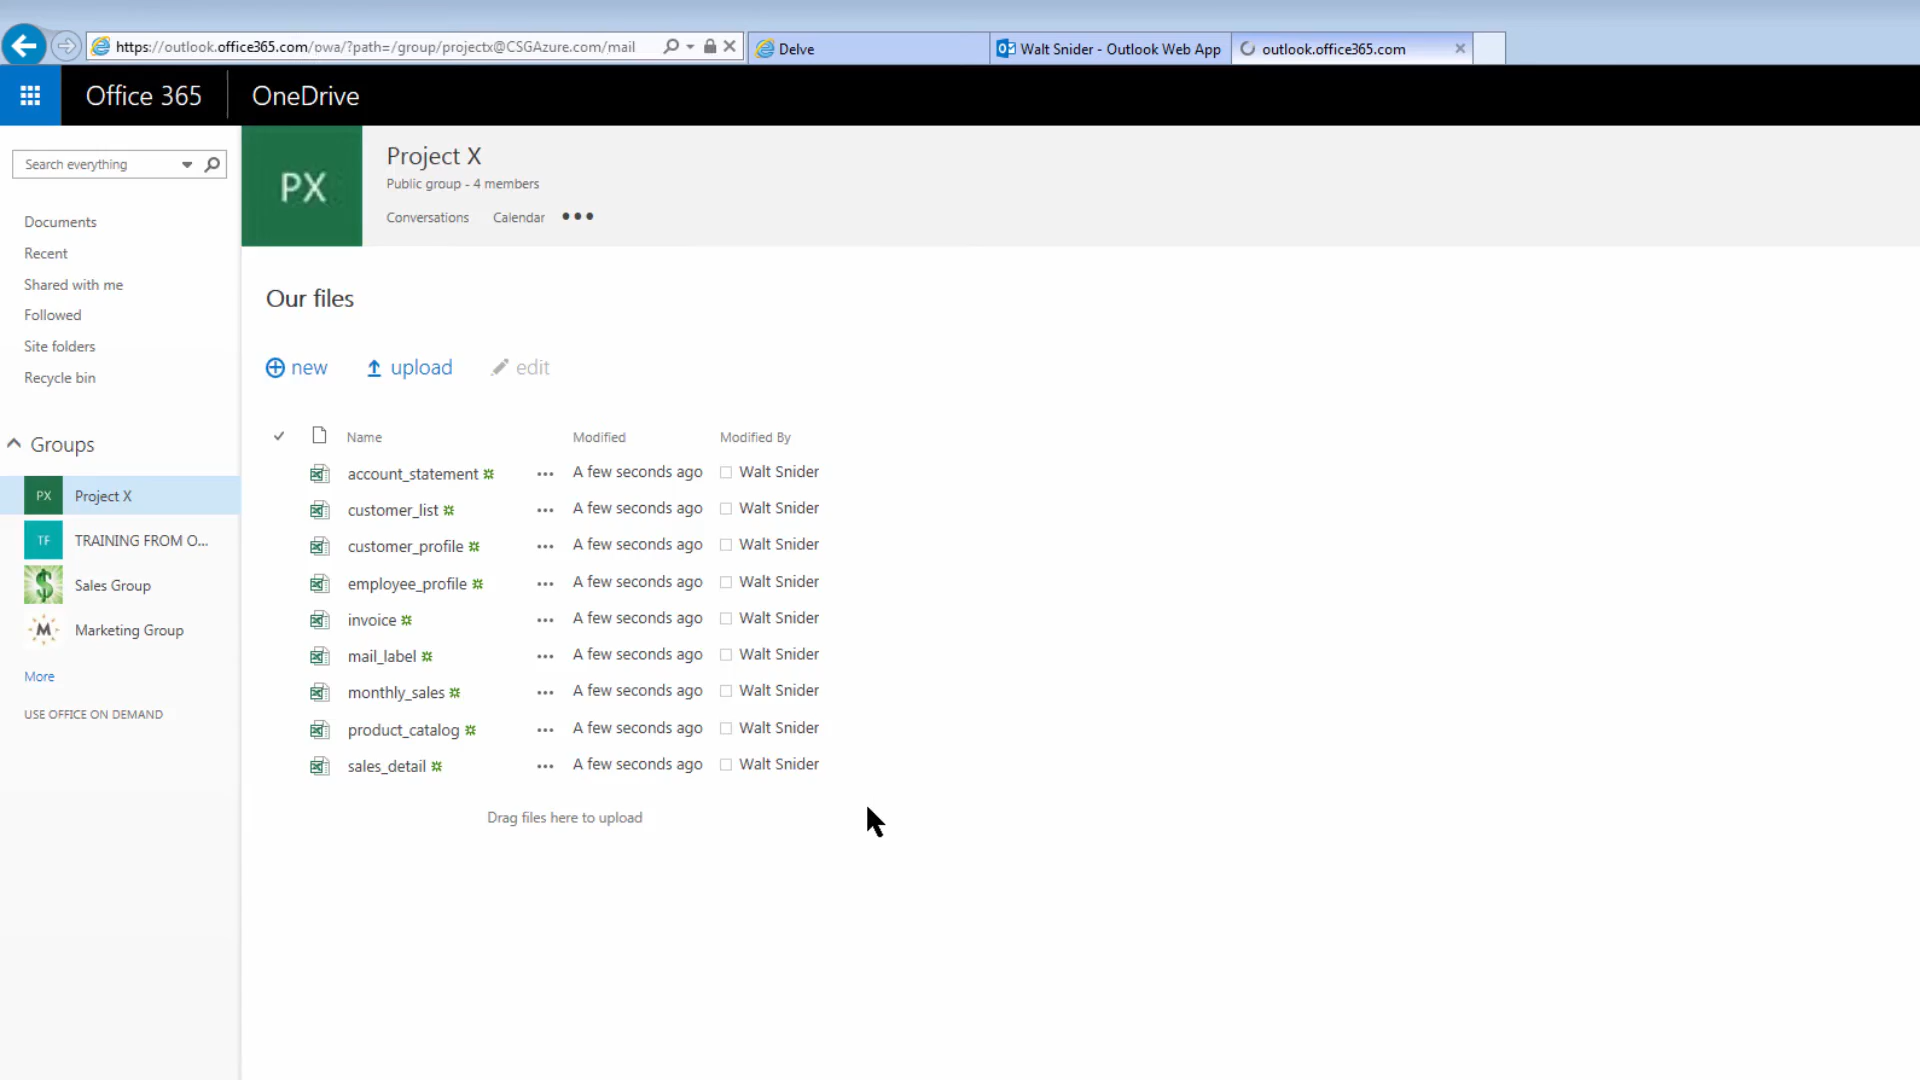 https://outlook.office365.com/owa/?path=/group/projectx@CSGAzure.com/mail
Delve
Walt Snider - Outlook Web App
outlook.office365.com
Office 365
OneDrive
Search everything
Documents
Recent
Shared with me
Followed
Site folders
Recycle bin
Groups
PX Project X
TF TRAINING FROM O...
$ Sales Group
M Marketing Group
More
USE OFFICE ON DEMAND
PX
Project X
Public group - 4 members
Conversations Calendar •••
Our files
new upload edit
Name Modified Modified By
account_statement ... A few seconds ago Walt Snider
customer_list ... A few seconds ago Walt Snider
customer_profile ... A few seconds ago Walt Snider
employee_profile ... A few seconds ago Walt Snider
invoice ... A few seconds ago Walt Snider
mail_label ... A few seconds ago Walt Snider
monthly_sales ... A few seconds ago Walt Snider
product_catalog ... A few seconds ago Walt Snider
sales_detail ... A few seconds ago Walt Snider
Drag files here to upload